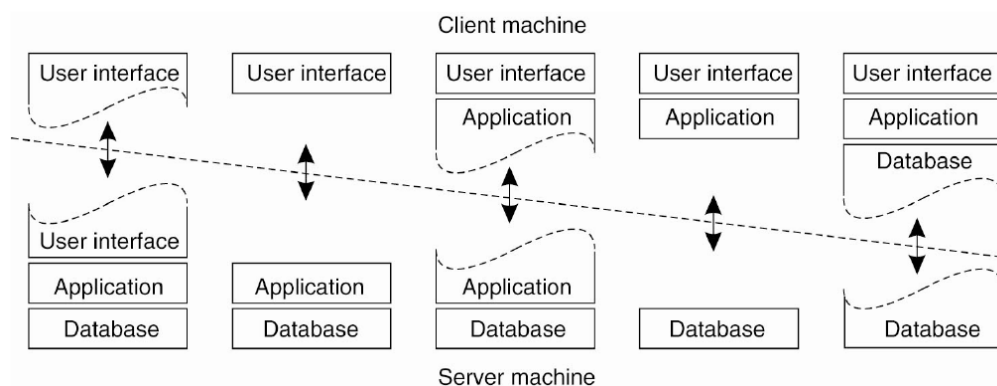 Client machine
User interface User interface User interface User interface User interface
Application Application Application
Database
User interface
Application Application Application
Database Database Database Database Database
Server machine